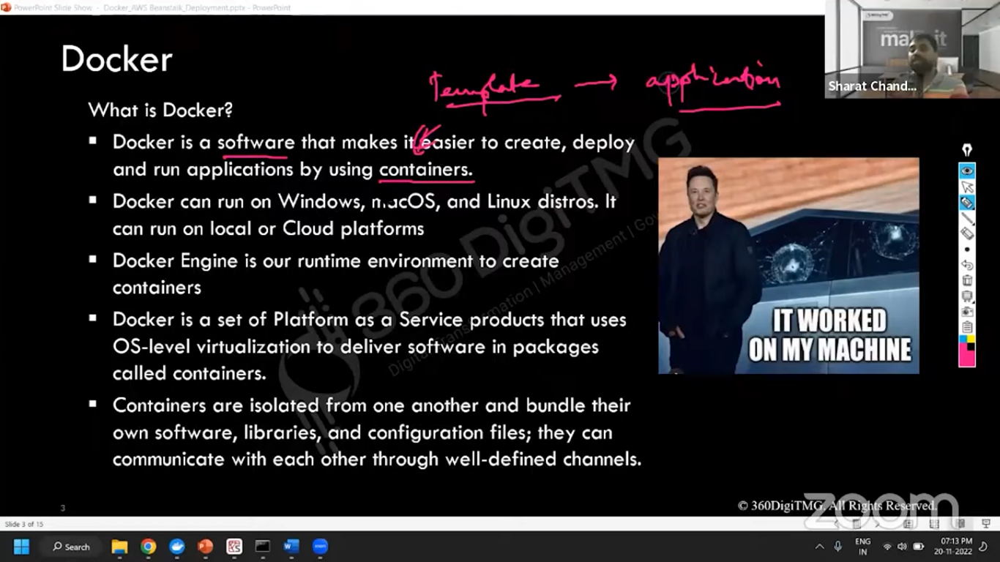 PowerPoint Slide Show - Docker_AWS Beanstalk_Deployment.pptx - PowerPoint
Docker
Template → application
Sharat Chand...
What is Docker?
▪ Docker is a software that makes it easier to create, deploy
and run applications by using containers.
▪ Docker can run on Windows, macOS, and Linux distros. It
can run on local or Cloud platforms
▪ Docker Engine is our runtime environment to create
containers
▪ Docker is a set of Platform as a Service products that uses
OS-level virtualization to deliver software in packages
called containers.
▪ Containers are isolated from one another and bundle their
own software, libraries, and configuration files; they can
communicate with each other through well-defined channels.
IT WORKED
ON MY MACHINE
360DigiTMG
3
© 360DigiTMG, All Rights Reserved.
zoom
Slide 3 of 15
Search
ENG
IN
07:13 PM
20-11-2022